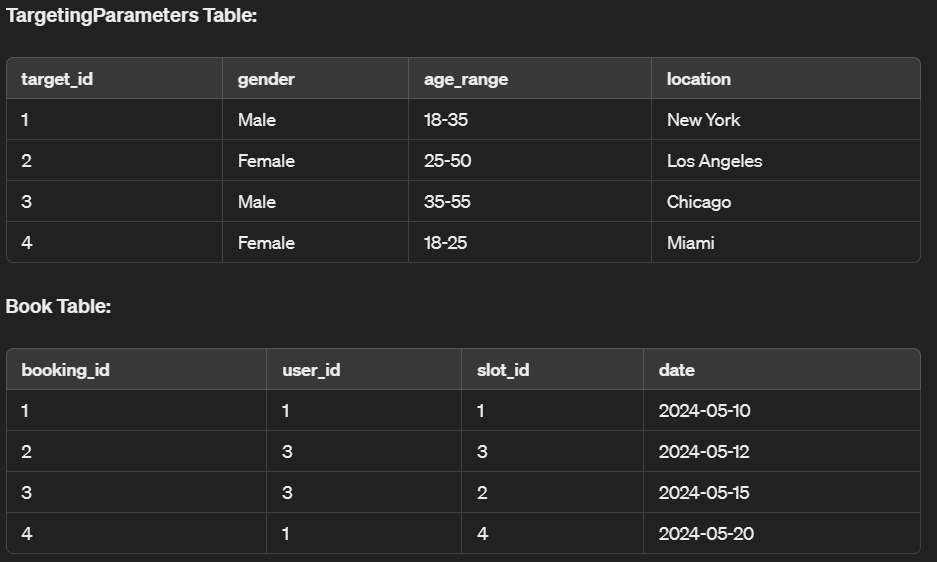 TargetingParameters Table:
target_id gender age_range location
1 Male 18-35 New York
2 Female 25-50 Los Angeles
3 Male 35-55 Chicago
4 Female 18-25 Miami
Book Table:
booking_id user_id slot_id date
1 1 1 2024-05-10
2 3 3 2024-05-12
3 3 2 2024-05-15
4 1 4 2024-05-20